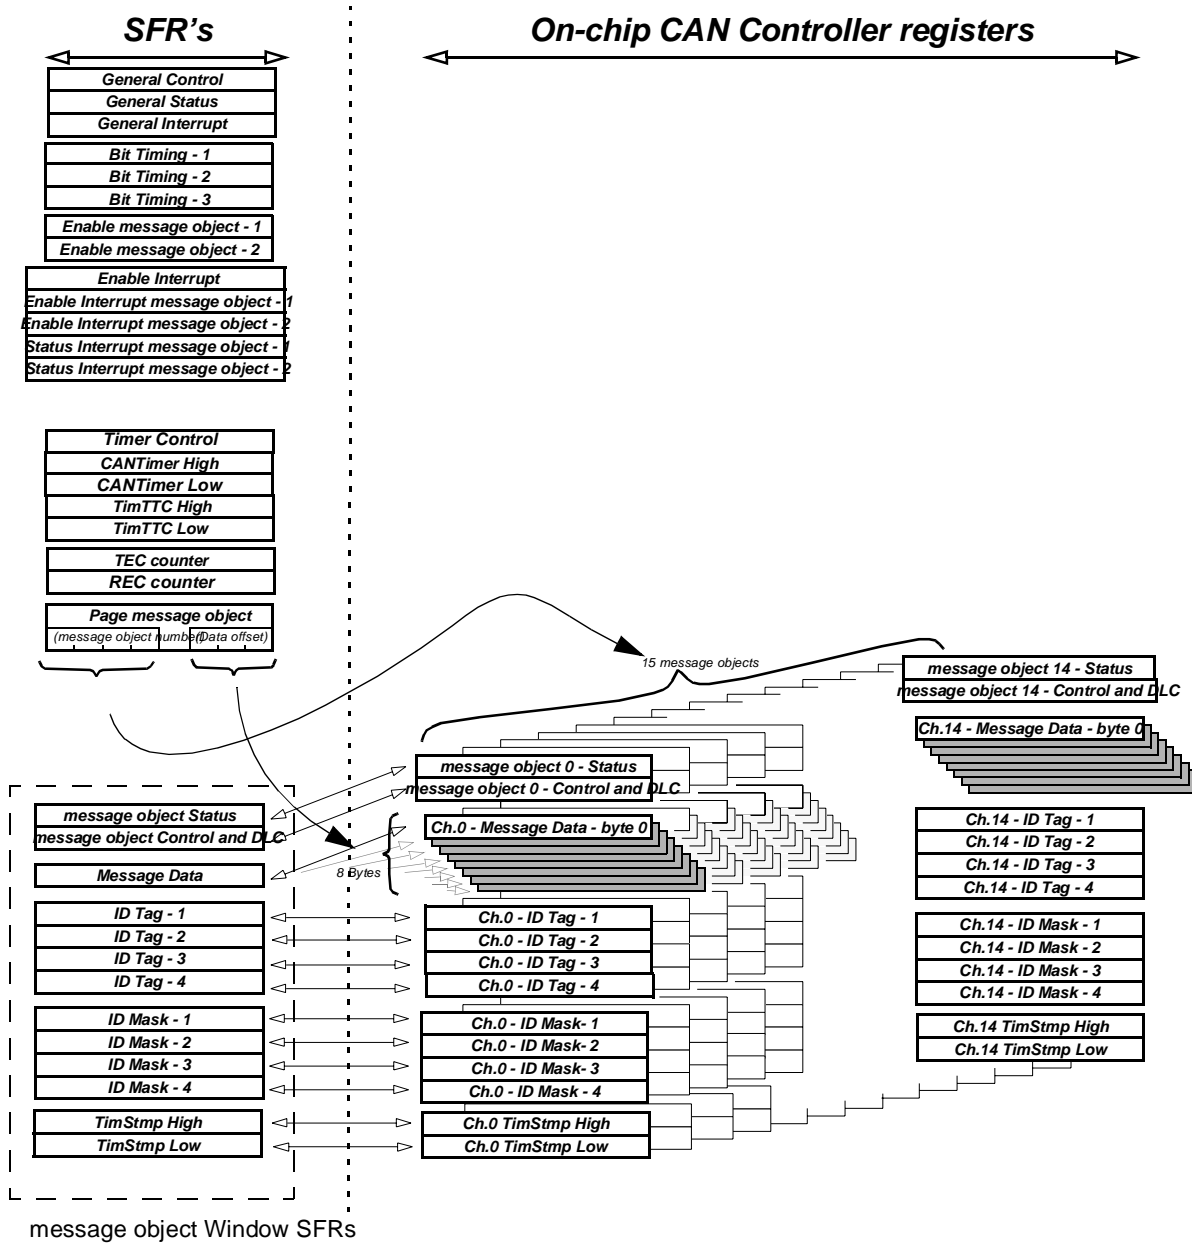 SFR's
On-chip CAN Controller registers
General Control
General Status
General Interrupt
Bit Timing - 1
Bit Timing - 2
Bit Timing - 3
Enable message object - 1
Enable message object - 2
Enable Interrupt
Enable Interrupt message object - 1
Enable Interrupt message object - 2
Status Interrupt message object - 1
Status Interrupt message object - 2
Timer Control
CANTimer High
CANTimer Low
TimTTC High
TimTTC Low
TEC counter
REC counter
Page message object
(message object number)
(Data offset)
15 message objects
message object 14 - Status
message object 14 - Control and DLC
Ch.14 - Message Data - byte 0
Ch.14 - ID Tag - 1
Ch.14 - ID Tag - 2
Ch.14 - ID Tag - 3
Ch.14 - ID Tag - 4
Ch.14 - ID Mask - 1
Ch.14 - ID Mask - 2
Ch.14 - ID Mask - 3
Ch.14 - ID Mask - 4
Ch.14 TimStmp High
Ch.14 TimStmp Low
message object 0 - Status
message object 0 - Control and DLC
Ch.0 - Message Data - byte 0
8 Bytes
Ch.0 - ID Tag - 1
Ch.0 - ID Tag - 2
Ch.0 - ID Tag - 3
Ch.0 - ID Tag - 4
Ch.0 - ID Mask- 1
Ch.0 - ID Mask- 2
Ch.0 - ID Mask- 3
Ch.0 - ID Mask - 4
Ch.0 TimStmp High
Ch.0 TimStmp Low
message object Status
message object Control and DLC
Message Data
ID Tag - 1
ID Tag - 2
ID Tag - 3
ID Tag - 4
ID Mask - 1
ID Mask - 2
ID Mask - 3
ID Mask - 4
TimStmp High
TimStmp Low
message object Window SFRs